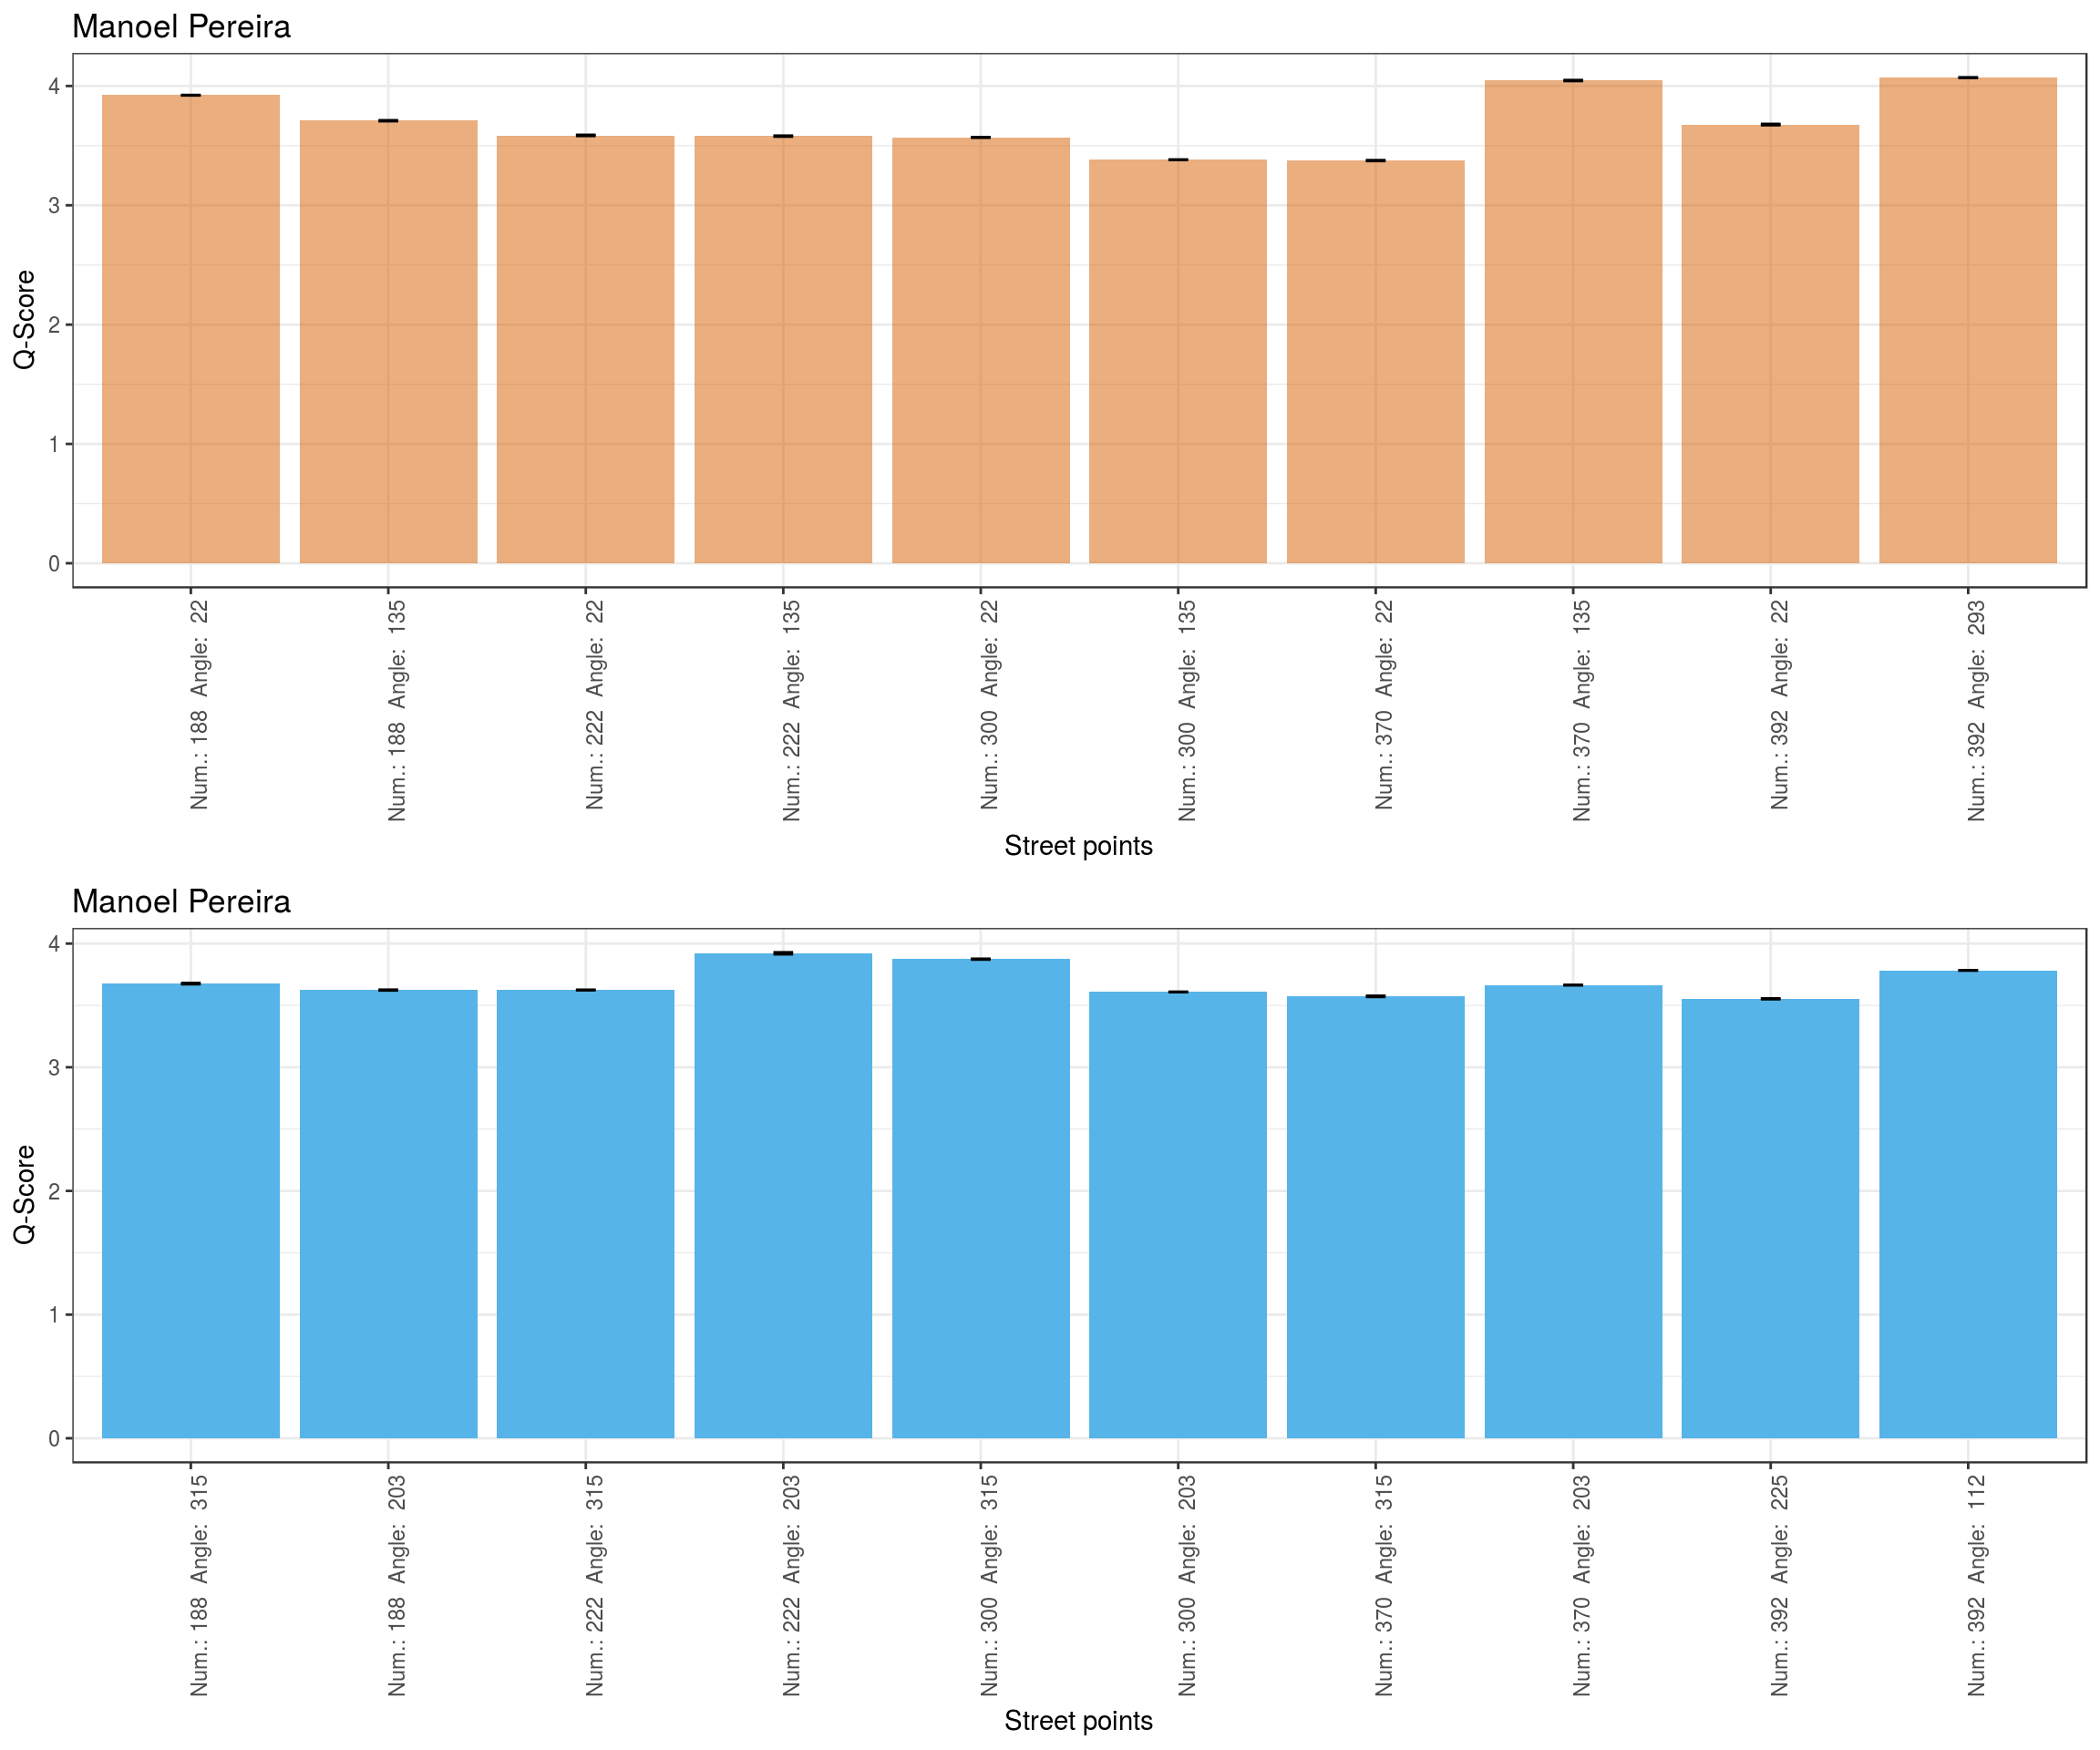 Manoel Pereira
Q-Score
4
3
2
1
0
Num.: 188 Angle: 22
Num.: 188 Angle: 135
Num.: 222 Angle: 22
Num.: 222 Angle: 135
Num.: 300 Angle: 22
Num.: 300 Angle: 135
Num.: 370 Angle: 22
Num.: 370 Angle: 135
Num.: 392 Angle: 22
Num.: 392 Angle: 293
Street points
Manoel Pereira
Q-Score
4
3
2
1
0
Num.: 188 Angle: 315
Num.: 188 Angle: 203
Num.: 222 Angle: 315
Num.: 222 Angle: 203
Num.: 300 Angle: 315
Num.: 300 Angle: 203
Num.: 370 Angle: 315
Num.: 370 Angle: 203
Num.: 392 Angle: 225
Num.: 392 Angle: 112
Street points